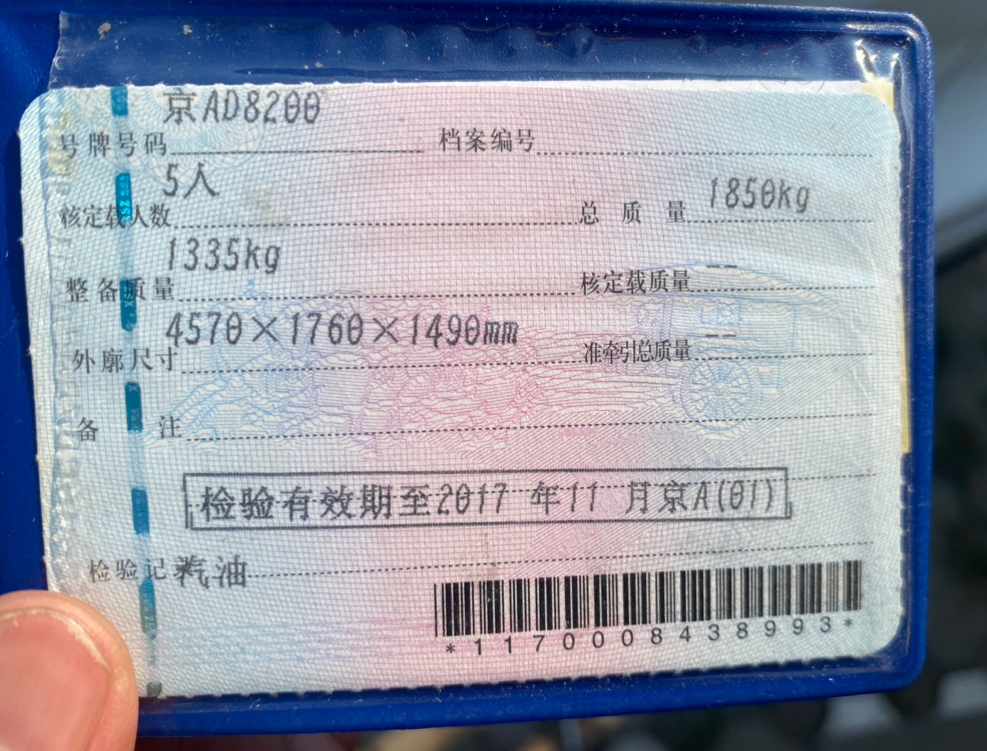 号牌号码 京AD8200 档案编号
核定载人数 5人 总质量 1850kg
整备质量 1335kg 核定载质量 --
外廓尺寸 4570×1760×1490mm 准牵引总质量 --
备注
检验有效期至2017年11月京A(01)
检验记 汽油
*1170008438993*